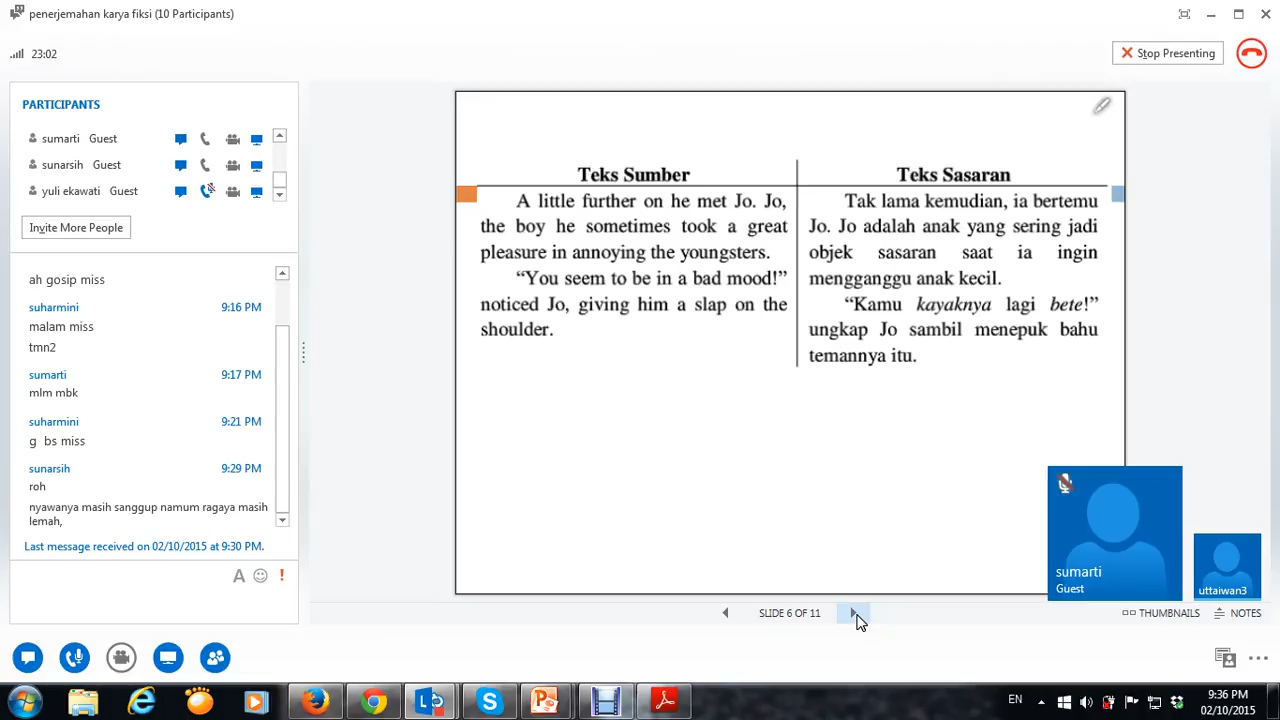 penerjemahan karya fiksi (10 Participants)
23:02
Stop Presenting
PARTICIPANTS
sumarti Guest
sunarsih Guest
yuli ekawati Guest
Invite More People
ah gosip miss
suharmini 9:16 PM
malam miss
tmn2
sumarti 9:17 PM
mlm mbk
suharmini 9:21 PM
g bs miss
sunarsih 9:29 PM
roh
nyawanya masih sanggup namum ragaya masih
lemah,
Last message received on 02/10/2015 at 9:30 PM.
A
Teks Sumber
A little further on he met Jo. Jo,
the boy he sometimes took a great
pleasure in annoying the youngsters.
“You seem to be in a bad mood!”
noticed Jo, giving him a slap on the
shoulder.
Teks Sasaran
Tak lama kemudian, ia bertemu
Jo. Jo adalah anak yang sering jadi
objek sasaran saat ia ingin
mengganggu anak kecil.
“Kamu kayaknya lagi bete!”
ungkap Jo sambil menepuk bahu
temannya itu.
sumarti
Guest
uttaiwan3
SLIDE 6 OF 11
THUMBNAILS
NOTES
EN
9:36 PM
02/10/2015